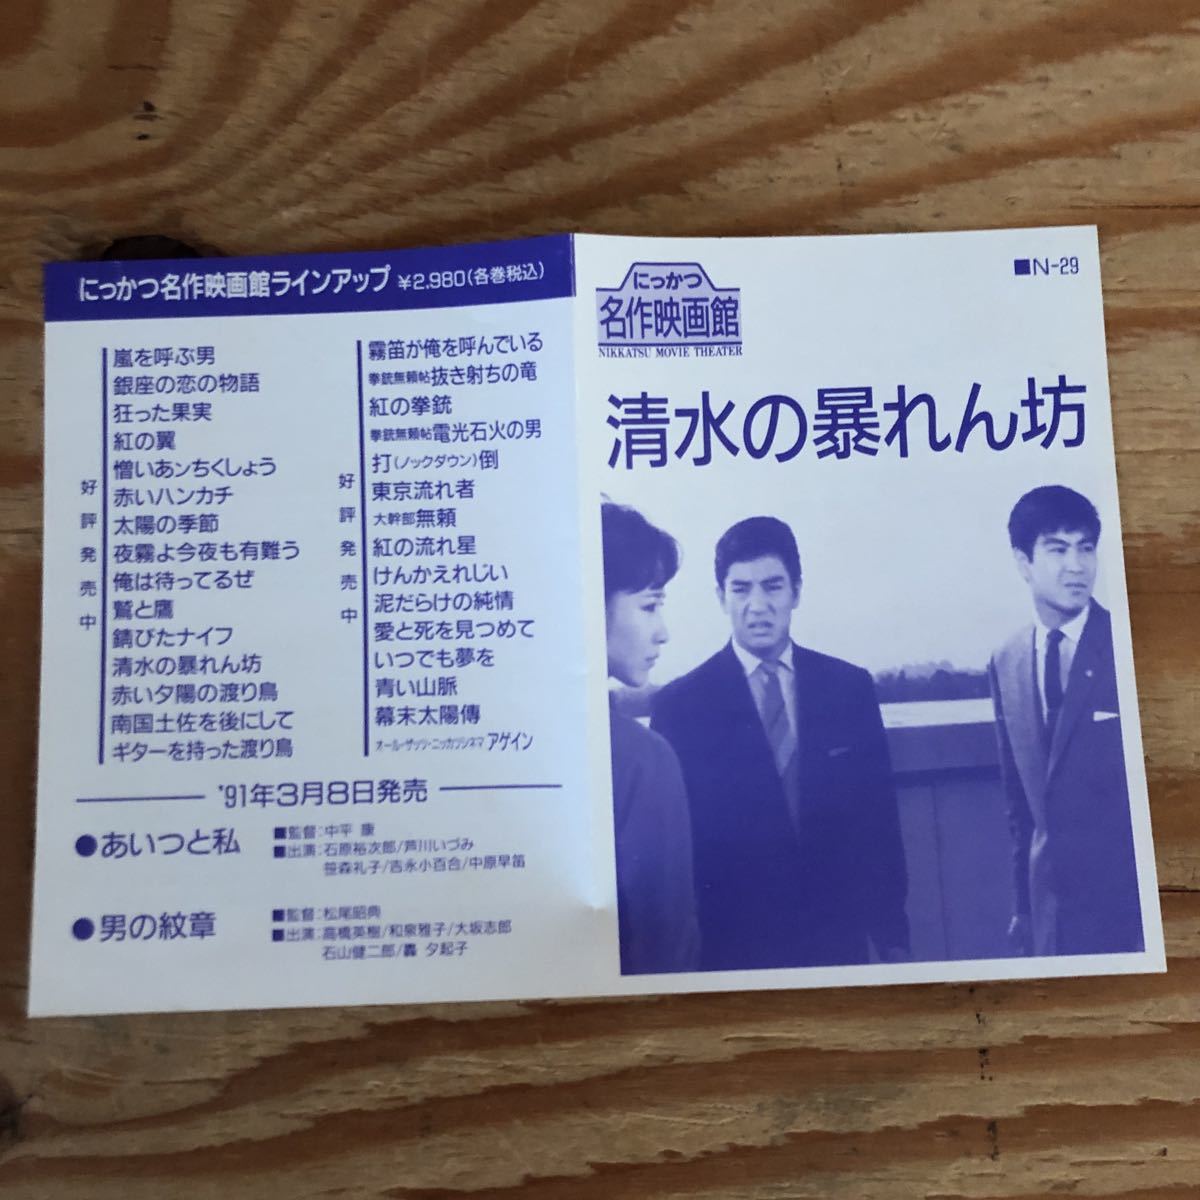 にっかつ名作映画館ラインアップ ¥2,980(各巻税込)
好評発売中
嵐を呼ぶ男
銀座の恋の物語
狂った果実
紅の翼
憎いあンちくしょう
赤いハンカチ
太陽の季節
夜霧よ今夜も有難う
俺は待ってるぜ
鷲と鷹
錆びたナイフ
清水の暴れん坊
赤い夕陽の渡り鳥
南国土佐を後にして
ギターを持った渡り鳥
好評発売中
霧笛が俺を呼んでいる
拳銃無頼帖抜き射ちの竜
紅の拳銃
拳銃無頼帖電光石火の男
打(ノックダウン)倒
東京流れ者
大幹部無頼
紅の流れ星
けんかえれじい
泥だらけの純情
愛と死を見つめて
いつでも夢を
青い山脈
幕末太陽傳
オール・ザッツ・ニッカツシネマ アゲイン
'91年3月8日発売
●あいつと私
■監督:中平 康
■出演:石原裕次郎/芦川いづみ
笹森礼子/吉永小百合/中原早苗
●男の紋章
■監督:松尾昭典
■出演:高橋英樹/和泉雅子/大坂志郎
石山健二郎/轟 夕起子
■N-29
にっかつ
名作映画館
NIKKATSU MOVIE THEATER
清水の暴れん坊